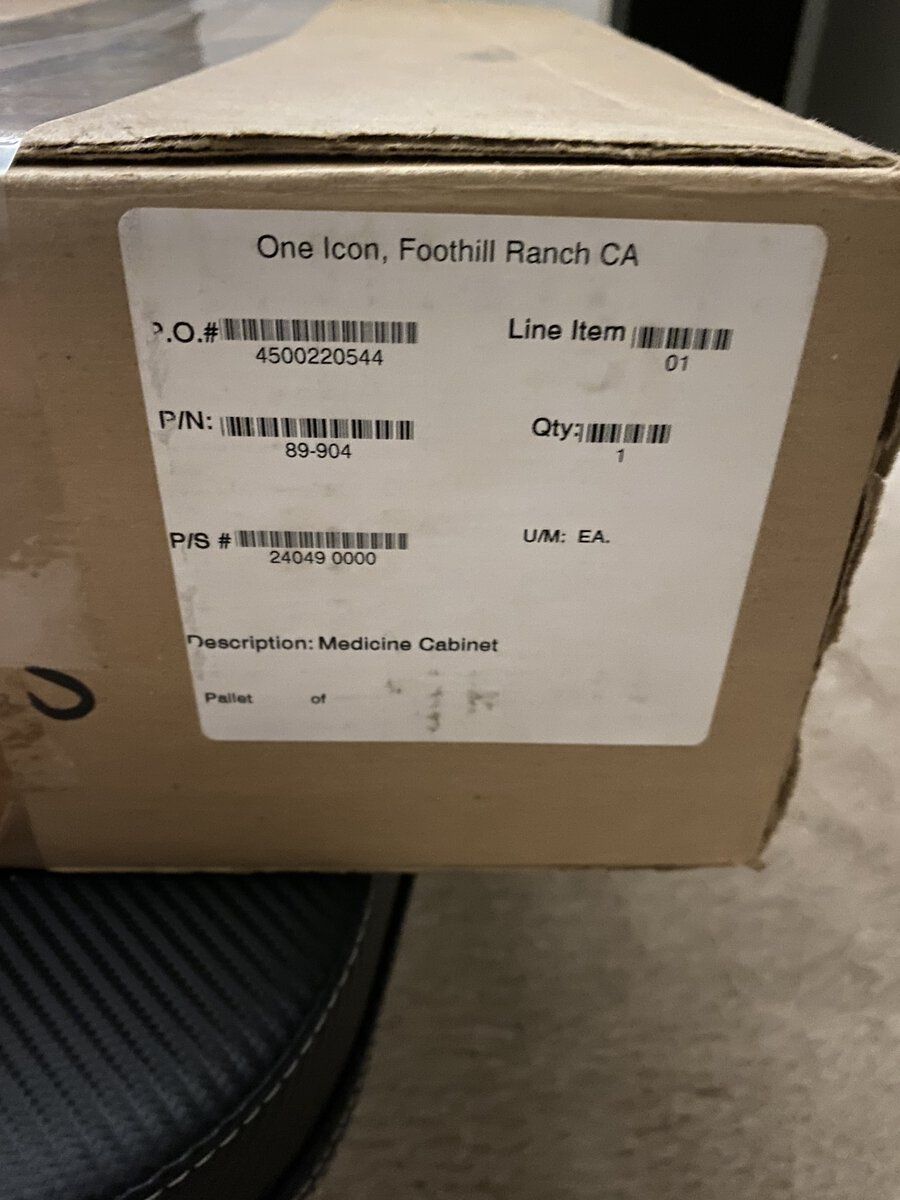 One Icon, Foothill Ranch CA
P.O.# Line Item
4500220544 01
P/N: Qty:
89-904 1
P/S # U/M: EA.
24049 0000
Description: Medicine Cabinet
Pallet of